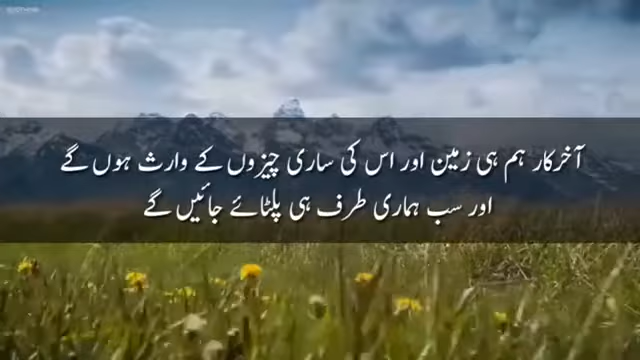 آخرکار ہم ہی زمین اور اس کی ساری چیزوں کے وارث ہوں گے
اور سب ہماری طرف ہی پلٹائے جائیں گے